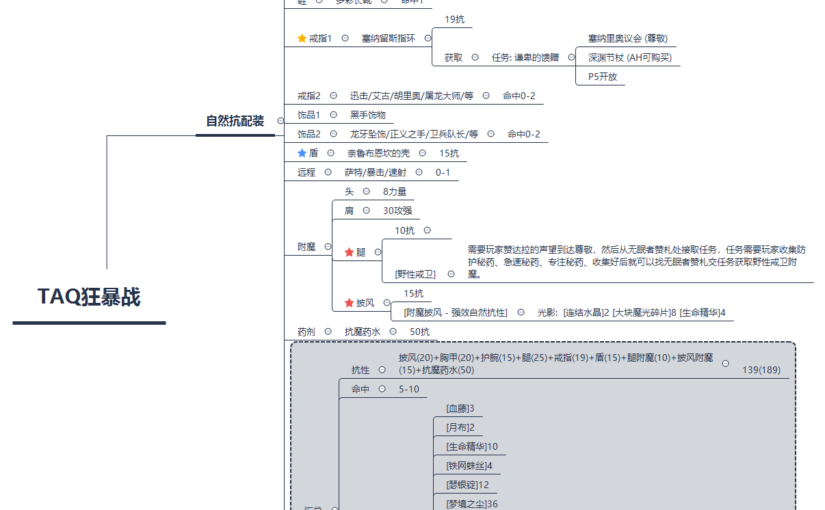 鞋 多彩长靴 命中1
19抗
戒指1 塞纳留斯指环
塞纳里奥议会 (尊敬)
获取 任务: 谦卑的馈赠 深渊节杖 (AH可购买)
P5开放
戒指2 迅击/艾古/胡里奥/屠龙大师/等 命中0-2
自然抗配装
饰品1 黑手饰物
饰品2 龙牙坠饰/正义之手/卫兵队长/等 命中0-2
盾 奈鲁布恩坎的壳 15抗
远程 萨特/暴击/速射 0-1
头 8力量
肩 30攻强
10抗
附魔
腿
需要玩家赞达拉的声望到达尊敬，然后从无眠者赞札处接取任务，任务需要玩家收集防
护秘药、急速秘药、专注秘药、收集好后就可以找无眠者赞札交任务获取野性戒卫附
魔。
[野性戒卫]
15抗
披风
[附魔披风 - 强效自然抗性] 光影: [连结水晶]2 [大块魔光碎片]8 [生命精华]4
TAQ狂暴战
药剂 抗魔药水 50抗
披风(20)+胸甲(20)+护腕(15)+腿(25)+戒指(19)+盾(15)+腿附魔(10)+披风附魔
抗性 (15)+抗魔药水(50) 139(189)
命中 5-10
[血藤]3
[月布]2
[生命精华]10
[铁网蛛丝]4
[瑟银锭]12
[梦境之尘]36